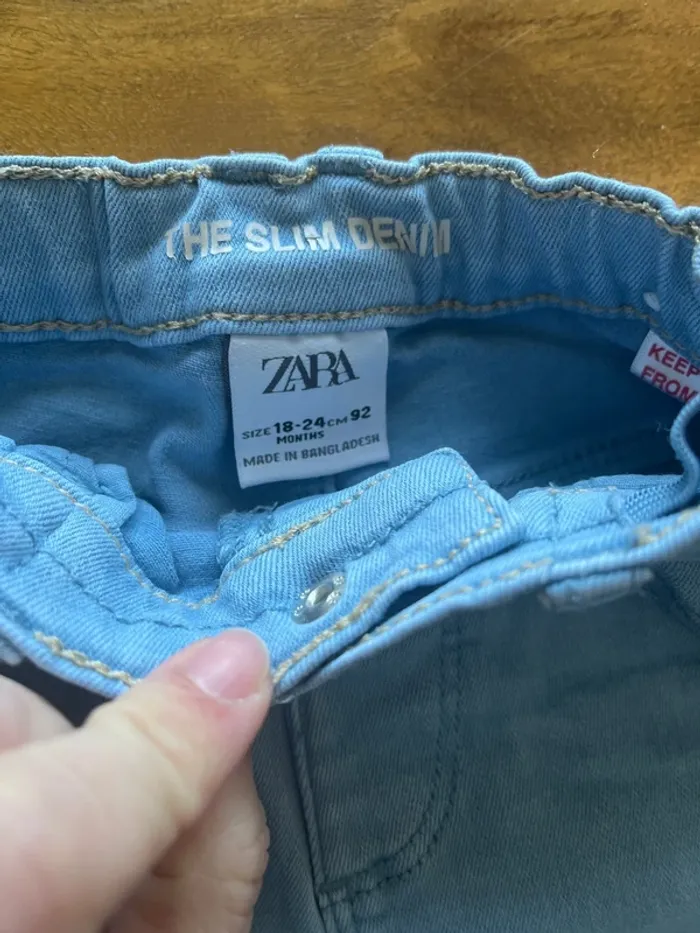 THE SLIM DENIM
ZARA
SIZE 18-24 CM 92
MONTHS
MADE IN BANGLADESH
KEEP
FROM